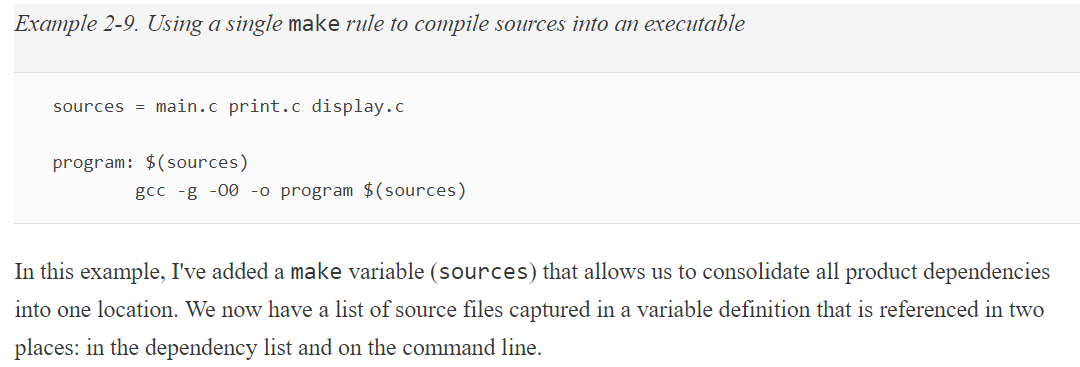 Example 2-9. Using a single make rule to compile sources into an executable
sources = main.c print.c display.c
program: $(sources)
gcc -g -O0 -o program $(sources)
In this example, I've added a make variable (sources) that allows us to consolidate all product dependencies
into one location. We now have a list of source files captured in a variable definition that is referenced in two
places: in the dependency list and on the command line.